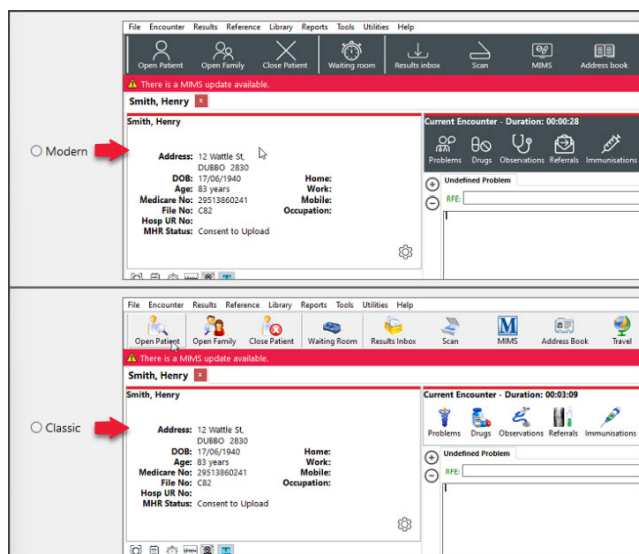 File Encounter Results Reference Library Reports Tools Utilities Help
Open Patient Open Family Close Patient Waiting room Results inbox Scan MIMS Address book
There is a MIMS update available.
Smith, Henry x
Smith, Henry
Current Encounter - Duration: 00:00:28
Problems Drugs Observations Referrals Immunisations
Modern
Address: 12 Wattle St,
DUBBO 2830
DOB: 17/06/1940 Home:
Age: 83 years Work:
Medicare No: 29513860241 Mobile:
File No: C82 Occupation:
Hosp UR No:
MHR Status: Consent to Upload
Undefined Problem
RFE:
File Encounter Results Reference Library Reports Tools Utilities Help
Open Patient Open Family Close Patient Waiting Room Results Inbox Scan M MIMS Address Book Travel
There is a MIMS update available.
Smith, Henry x
Smith, Henry
Current Encounter - Duration: 00:03:09
Problems Drugs Observations Referrals Immunisations
Classic
Address: 12 Wattle St,
DUBBO 2830
DOB: 17/06/1940 Home:
Age: 83 years Work:
Medicare No: 29513860241 Mobile:
File No: C82 Occupation:
Hosp UR No:
MHR Status: Consent to Upload
Undefined Problem
RFE: